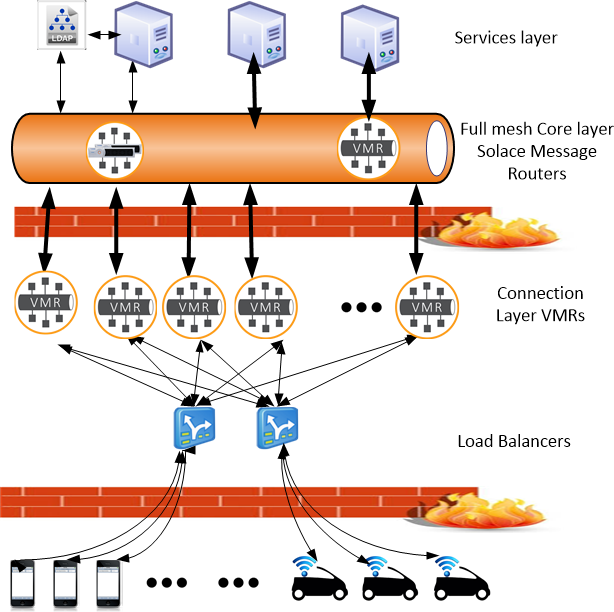 LDAP
Services layer
VMR
Full mesh Core layer
Solace Message
Routers
VMR
VMR
VMR
VMR
VMR
Connection
Layer VMRs
Load Balancers